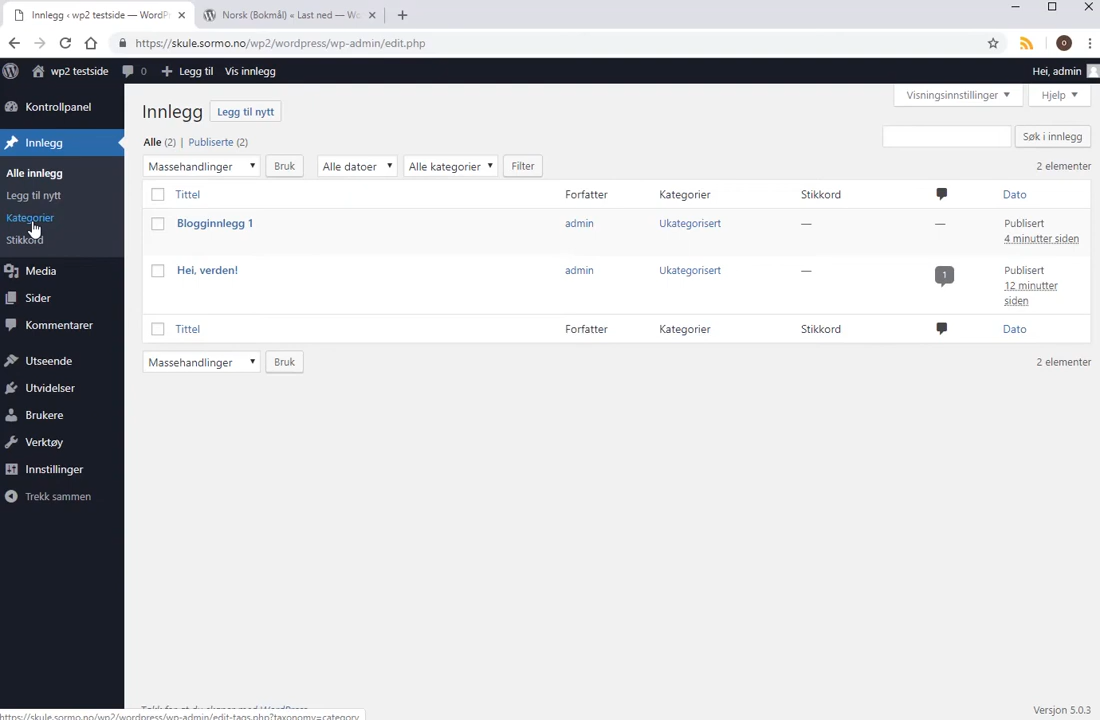 Innlegg ‹ wp2 testside — WordPr
Norsk (Bokmål) « Last ned — Wo
https://skule.sormo.no/wp2/wordpress/wp-admin/edit.php
wp2 testside 0 Legg til Vis innlegg Hei, admin
Kontrollpanel
Innlegg
Alle innlegg
Legg til nytt
Kategorier
Stikkord
Media
Sider
Kommentarer
Utseende
Utvidelser
Brukere
Verktøy
Innstillinger
Trekk sammen
Visningsinnstillinger Hjelp
Innlegg Legg til nytt
Alle (2) | Publiserte (2)
Søk i innlegg
Massehandlinger Bruk Alle datoer Alle kategorier Filter
2 elementer
Tittel Forfatter Kategorier Stikkord Dato
Blogginnlegg 1 admin Ukategorisert — — Publisert
4 minutter siden
Hei, verden! admin Ukategorisert — 1 Publisert
12 minutter
siden
Tittel Forfatter Kategorier Stikkord Dato
Massehandlinger Bruk 2 elementer
Versjon 5.0.3
https://skule.sormo.no/wp2/wordpress/wp-admin/edit-tags.php?taxonomy=category